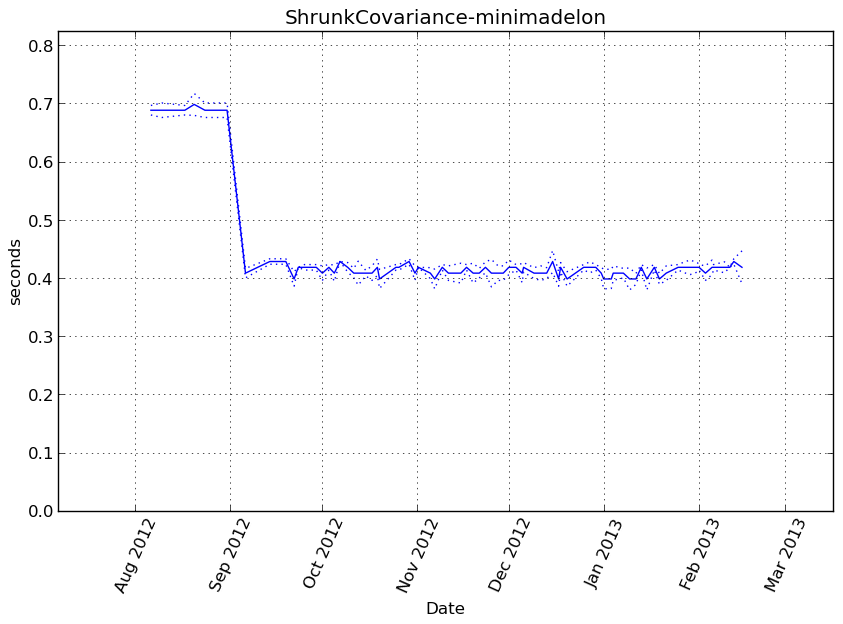 ShrunkCovariance-minimadelon
0.8
0.7
0.6
0.5
0.4
0.3
0.2
0.1
0.0
seconds
Aug 2012
Sep 2012
Oct 2012
Nov 2012
Dec 2012
Jan 2013
Feb 2013
Mar 2013
Date